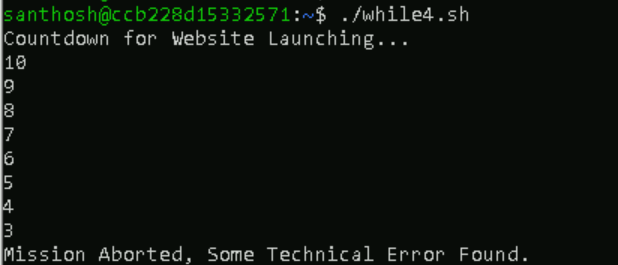 santhosh@ccb228d15332571:~$ ./while4.sh
Countdown for Website Launching...
10
9
8
7
6
5
4
3
Mission Aborted, Some Technical Error Found.